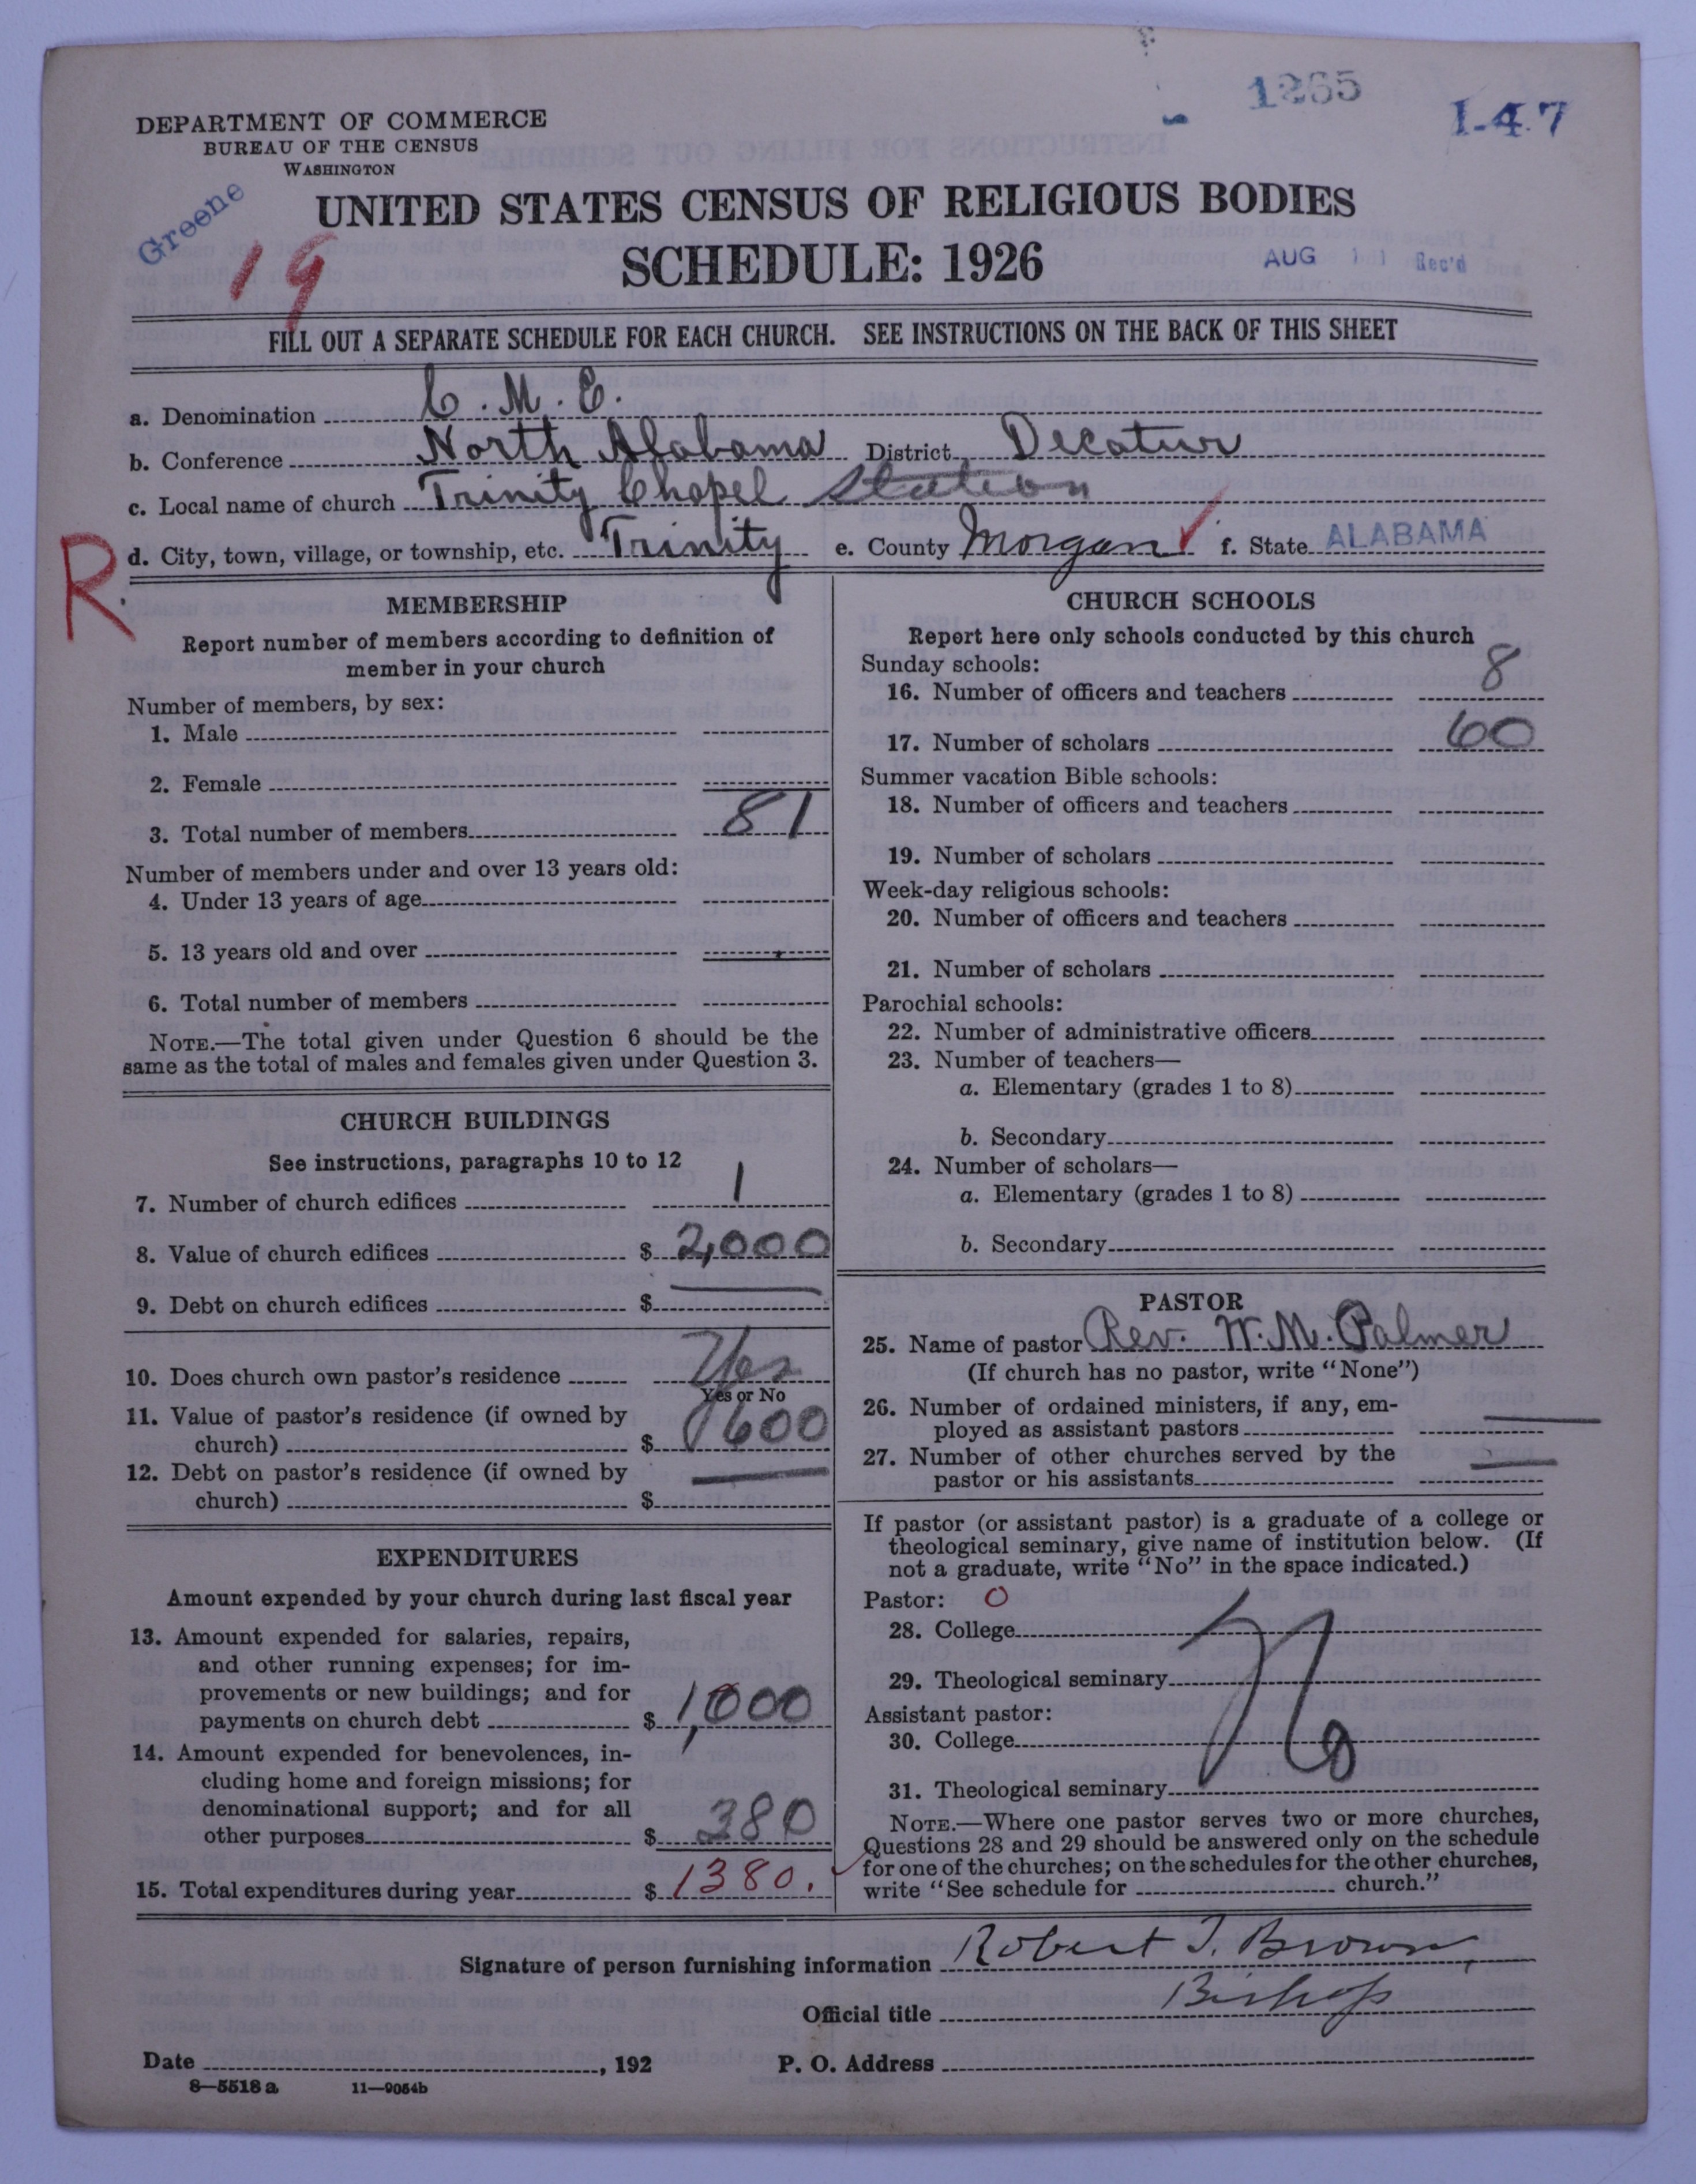 1265
1-47
DEPARTMENT OF COMMERCE
BUREAU OF THE CENSUS
WASHINGTON
Greene
19
UNITED STATES CENSUS OF RELIGIOUS BODIES
SCHEDULE: 1926
AUG 11 Rec'd
FILL OUT A SEPARATE SCHEDULE FOR EACH CHURCH. SEE INSTRUCTIONS ON THE BACK OF THIS SHEET
a. Denomination C. M. E.
b. Conference North Alabama District Decatur
c. Local name of church Trinity Chapel Station
R.
d. City, town, village, or township, etc. Trinity e. County Morgan f. State ALABAMA
MEMBERSHIP
Report number of members according to definition of
member in your church
Number of members, by sex:
1. Male
2. Female
3. Total number of members 81
Number of members under and over 13 years old:
4. Under 13 years of age
5. 13 years old and over
6. Total number of members
NOTE.—The total given under Question 6 should be the
same as the total of males and females given under Question 3.
CHURCH BUILDINGS
See instructions, paragraphs 10 to 12
7. Number of church edifices 1
8. Value of church edifices $ 2,000
9. Debt on church edifices $
10. Does church own pastor's residence Yes
Yes or No
11. Value of pastor's residence (if owned by
church) $ 600
12. Debt on pastor's residence (if owned by
church) $
EXPENDITURES
Amount expended by your church during last fiscal year
13. Amount expended for salaries, repairs,
and other running expenses; for im-
provements or new buildings; and for
payments on church debt $ 1,000
14. Amount expended for benevolences, in-
cluding home and foreign missions; for
denominational support; and for all
other purposes $ 380
15. Total expenditures during year $ 1380.
CHURCH SCHOOLS
Report here only schools conducted by this church
Sunday schools:
16. Number of officers and teachers 8
17. Number of scholars 60
Summer vacation Bible schools:
18. Number of officers and teachers
19. Number of scholars
Week-day religious schools:
20. Number of officers and teachers
21. Number of scholars
Parochial schools:
22. Number of administrative officers
23. Number of teachers—
a. Elementary (grades 1 to 8)
b. Secondary
24. Number of scholars—
a. Elementary (grades 1 to 8)
b. Secondary
PASTOR
25. Name of pastor Rev. W. M. Palmer
(If church has no pastor, write "None")
26. Number of ordained ministers, if any, em-
ployed as assistant pastors
27. Number of other churches served by the
pastor or his assistants
If pastor (or assistant pastor) is a graduate of a college or
theological seminary, give name of institution below. (If
not a graduate, write "No" in the space indicated.)
Pastor: 0
28. College
29. Theological seminary No
Assistant pastor:
30. College
31. Theological seminary
NOTE.—Where one pastor serves two or more churches,
Questions 28 and 29 should be answered only on the schedule
for one of the churches; on the schedules for the other churches,
write "See schedule for church."
Signature of person furnishing information Robert T. Brown,
Official title Bishop
Date , 192 P. O. Address
8—5518 a 11—9054b